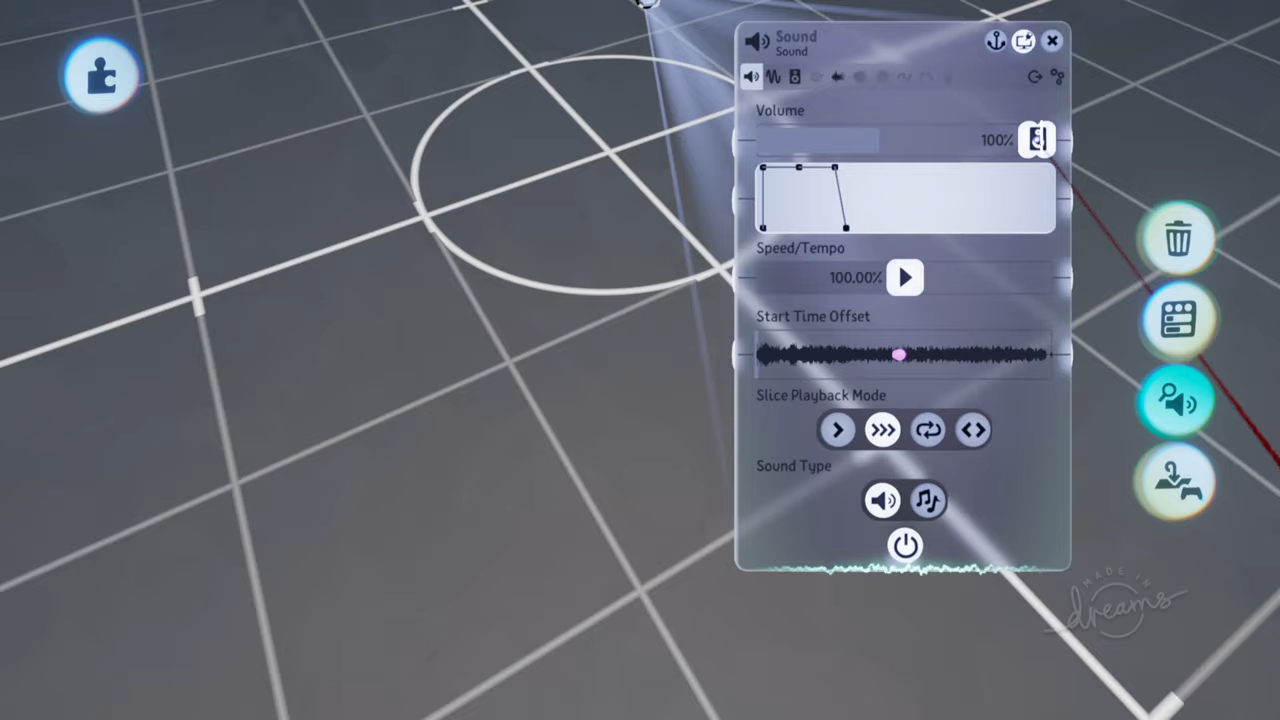 Sound
Sound
Volume
100%
Speed/Tempo
100.00%
Start Time Offset
Slice Playback Mode
Sound Type
MADE IN
dreams